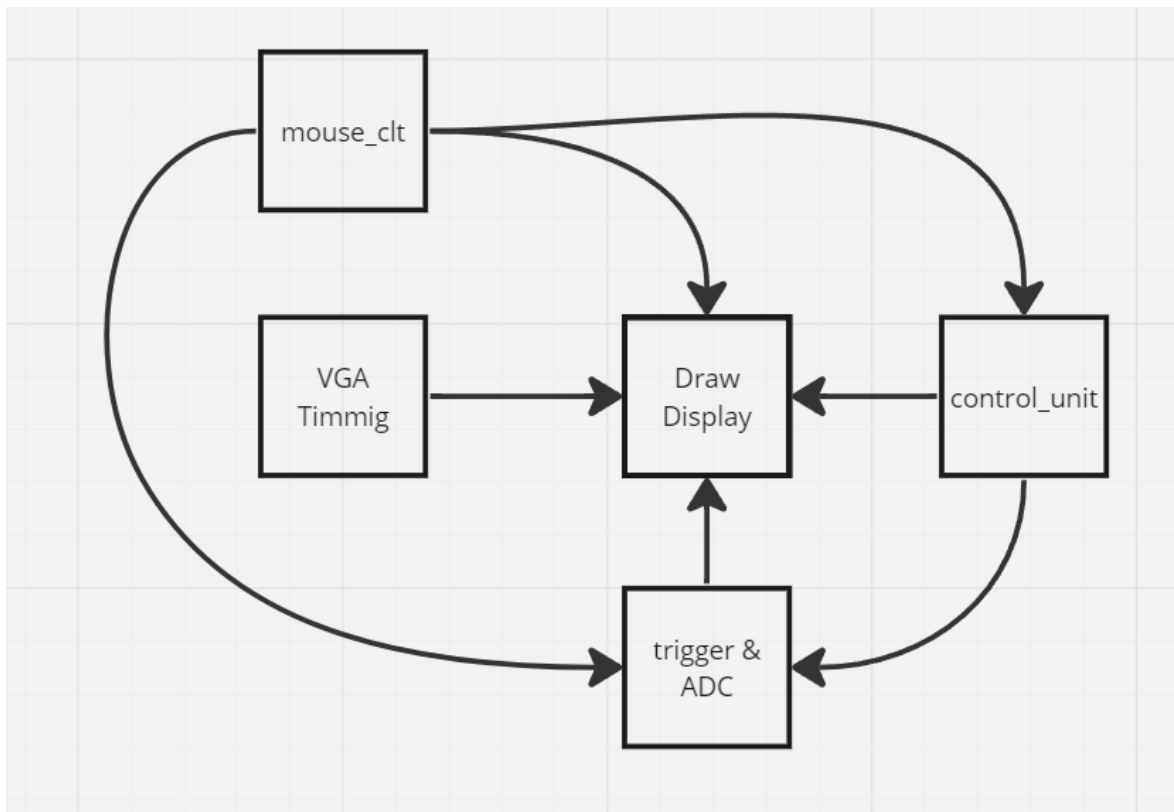 mouse_clt
VGA
Timmig
Draw
Display
control_unit
trigger &
ADC